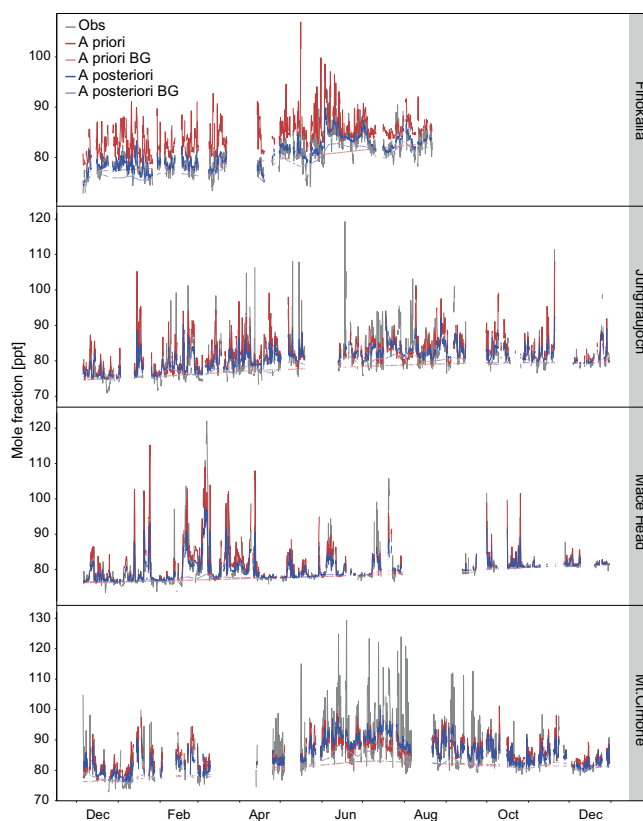 Obs
A priori
A priori BG
A posteriori
A posteriori BG
100
90
80
Finokalia
120
110
100
90
80
70
Jungfraujoch
Mole fraction [ppt]
120
110
100
90
80
Mace Head
130
120
110
100
90
80
70
Mt.Cimone
Dec Feb Apr Jun Aug Oct Dec